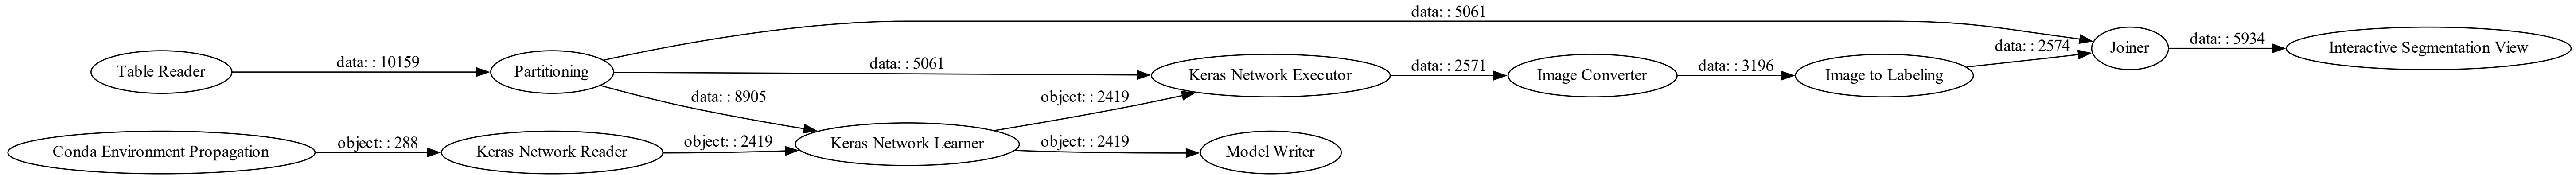 data: : 5061
Table Reader
data: : 10159
Partitioning
data: : 5061
Keras Network Executor
data: : 2571
Image Converter
data: : 3196
Image to Labeling
data: : 2574
Joiner
data: : 5934
Interactive Segmentation View
data: : 8905
object: : 2419
Conda Environment Propagation
object: : 288
Keras Network Reader
object: : 2419
Keras Network Learner
object: : 2419
Model Writer